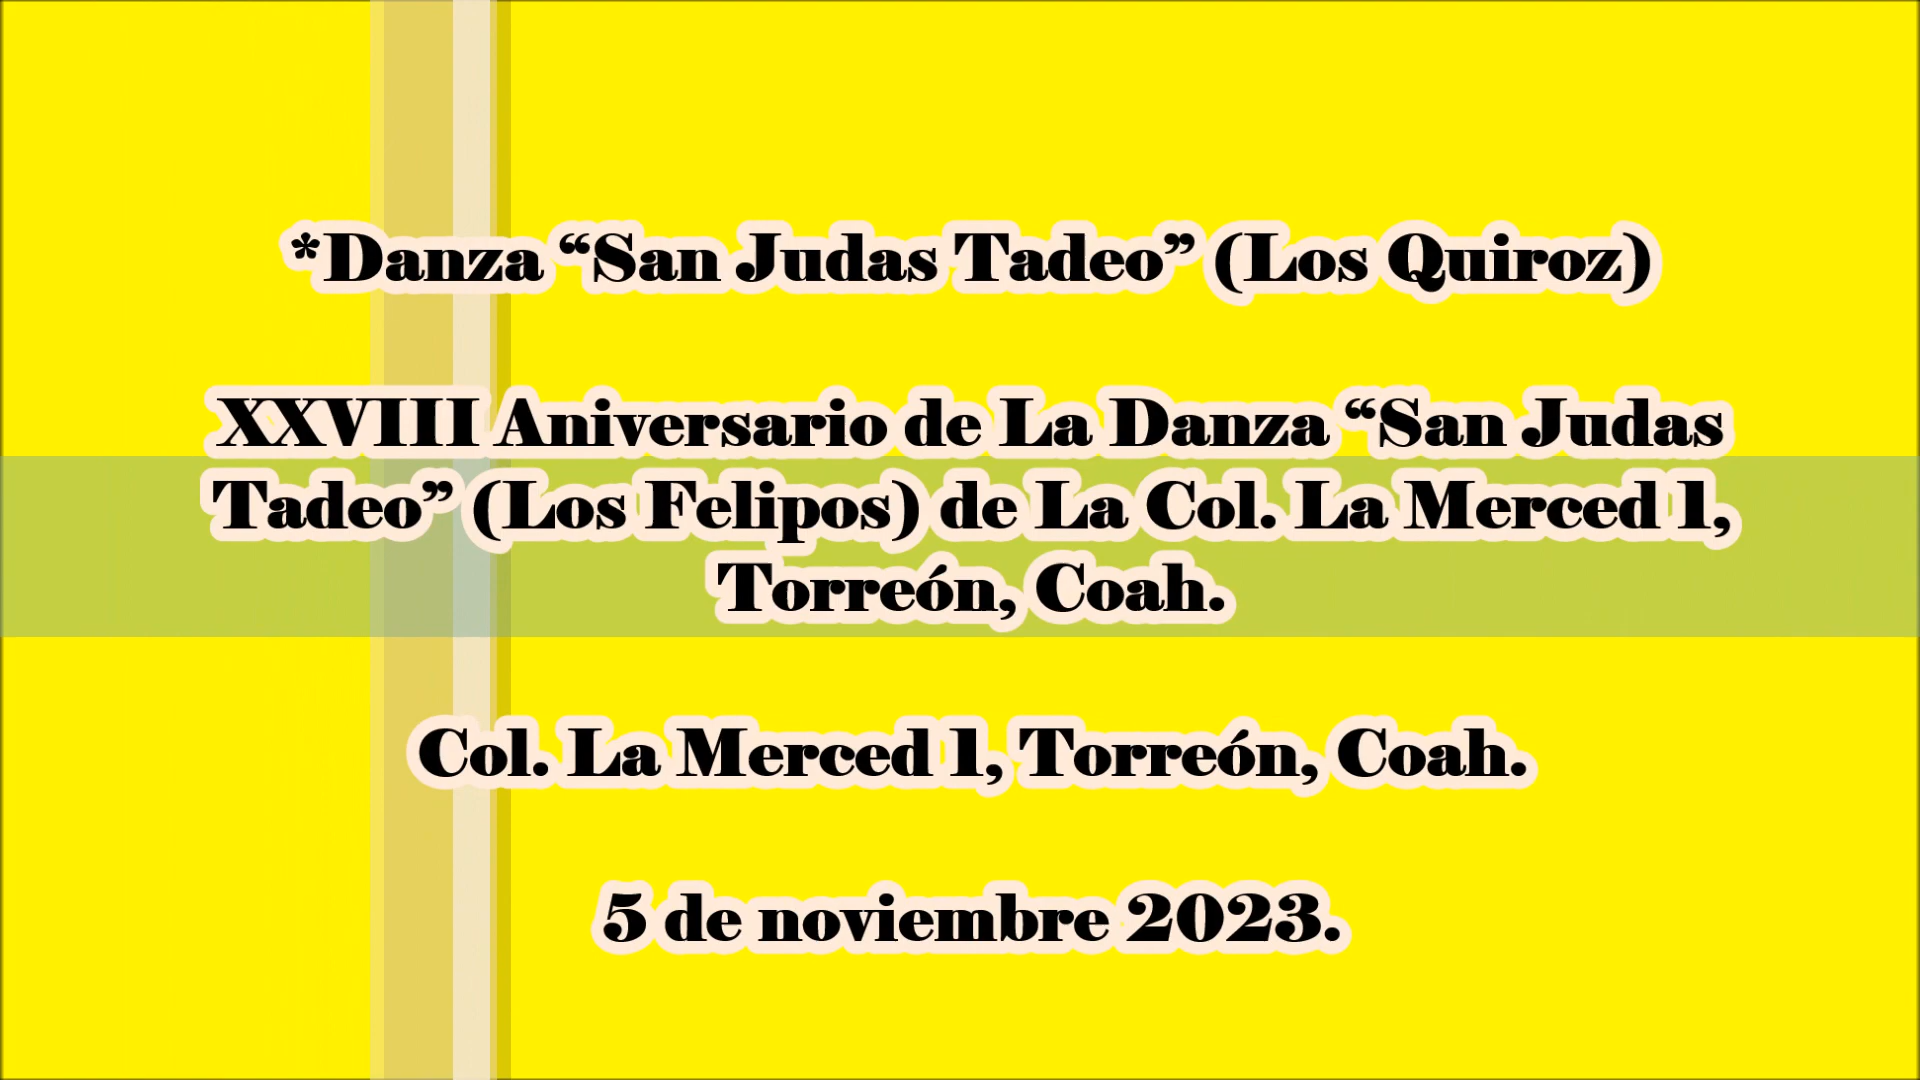 *Danza “San Judas Tadeo” (Los Quiroz)
XXVIII Aniversario de La Danza “San Judas
Tadeo” (Los Felipos) de La Col. La Merced 1,
Torreón, Coah.
Col. La Merced 1, Torreón, Coah.
5 de noviembre 2023.